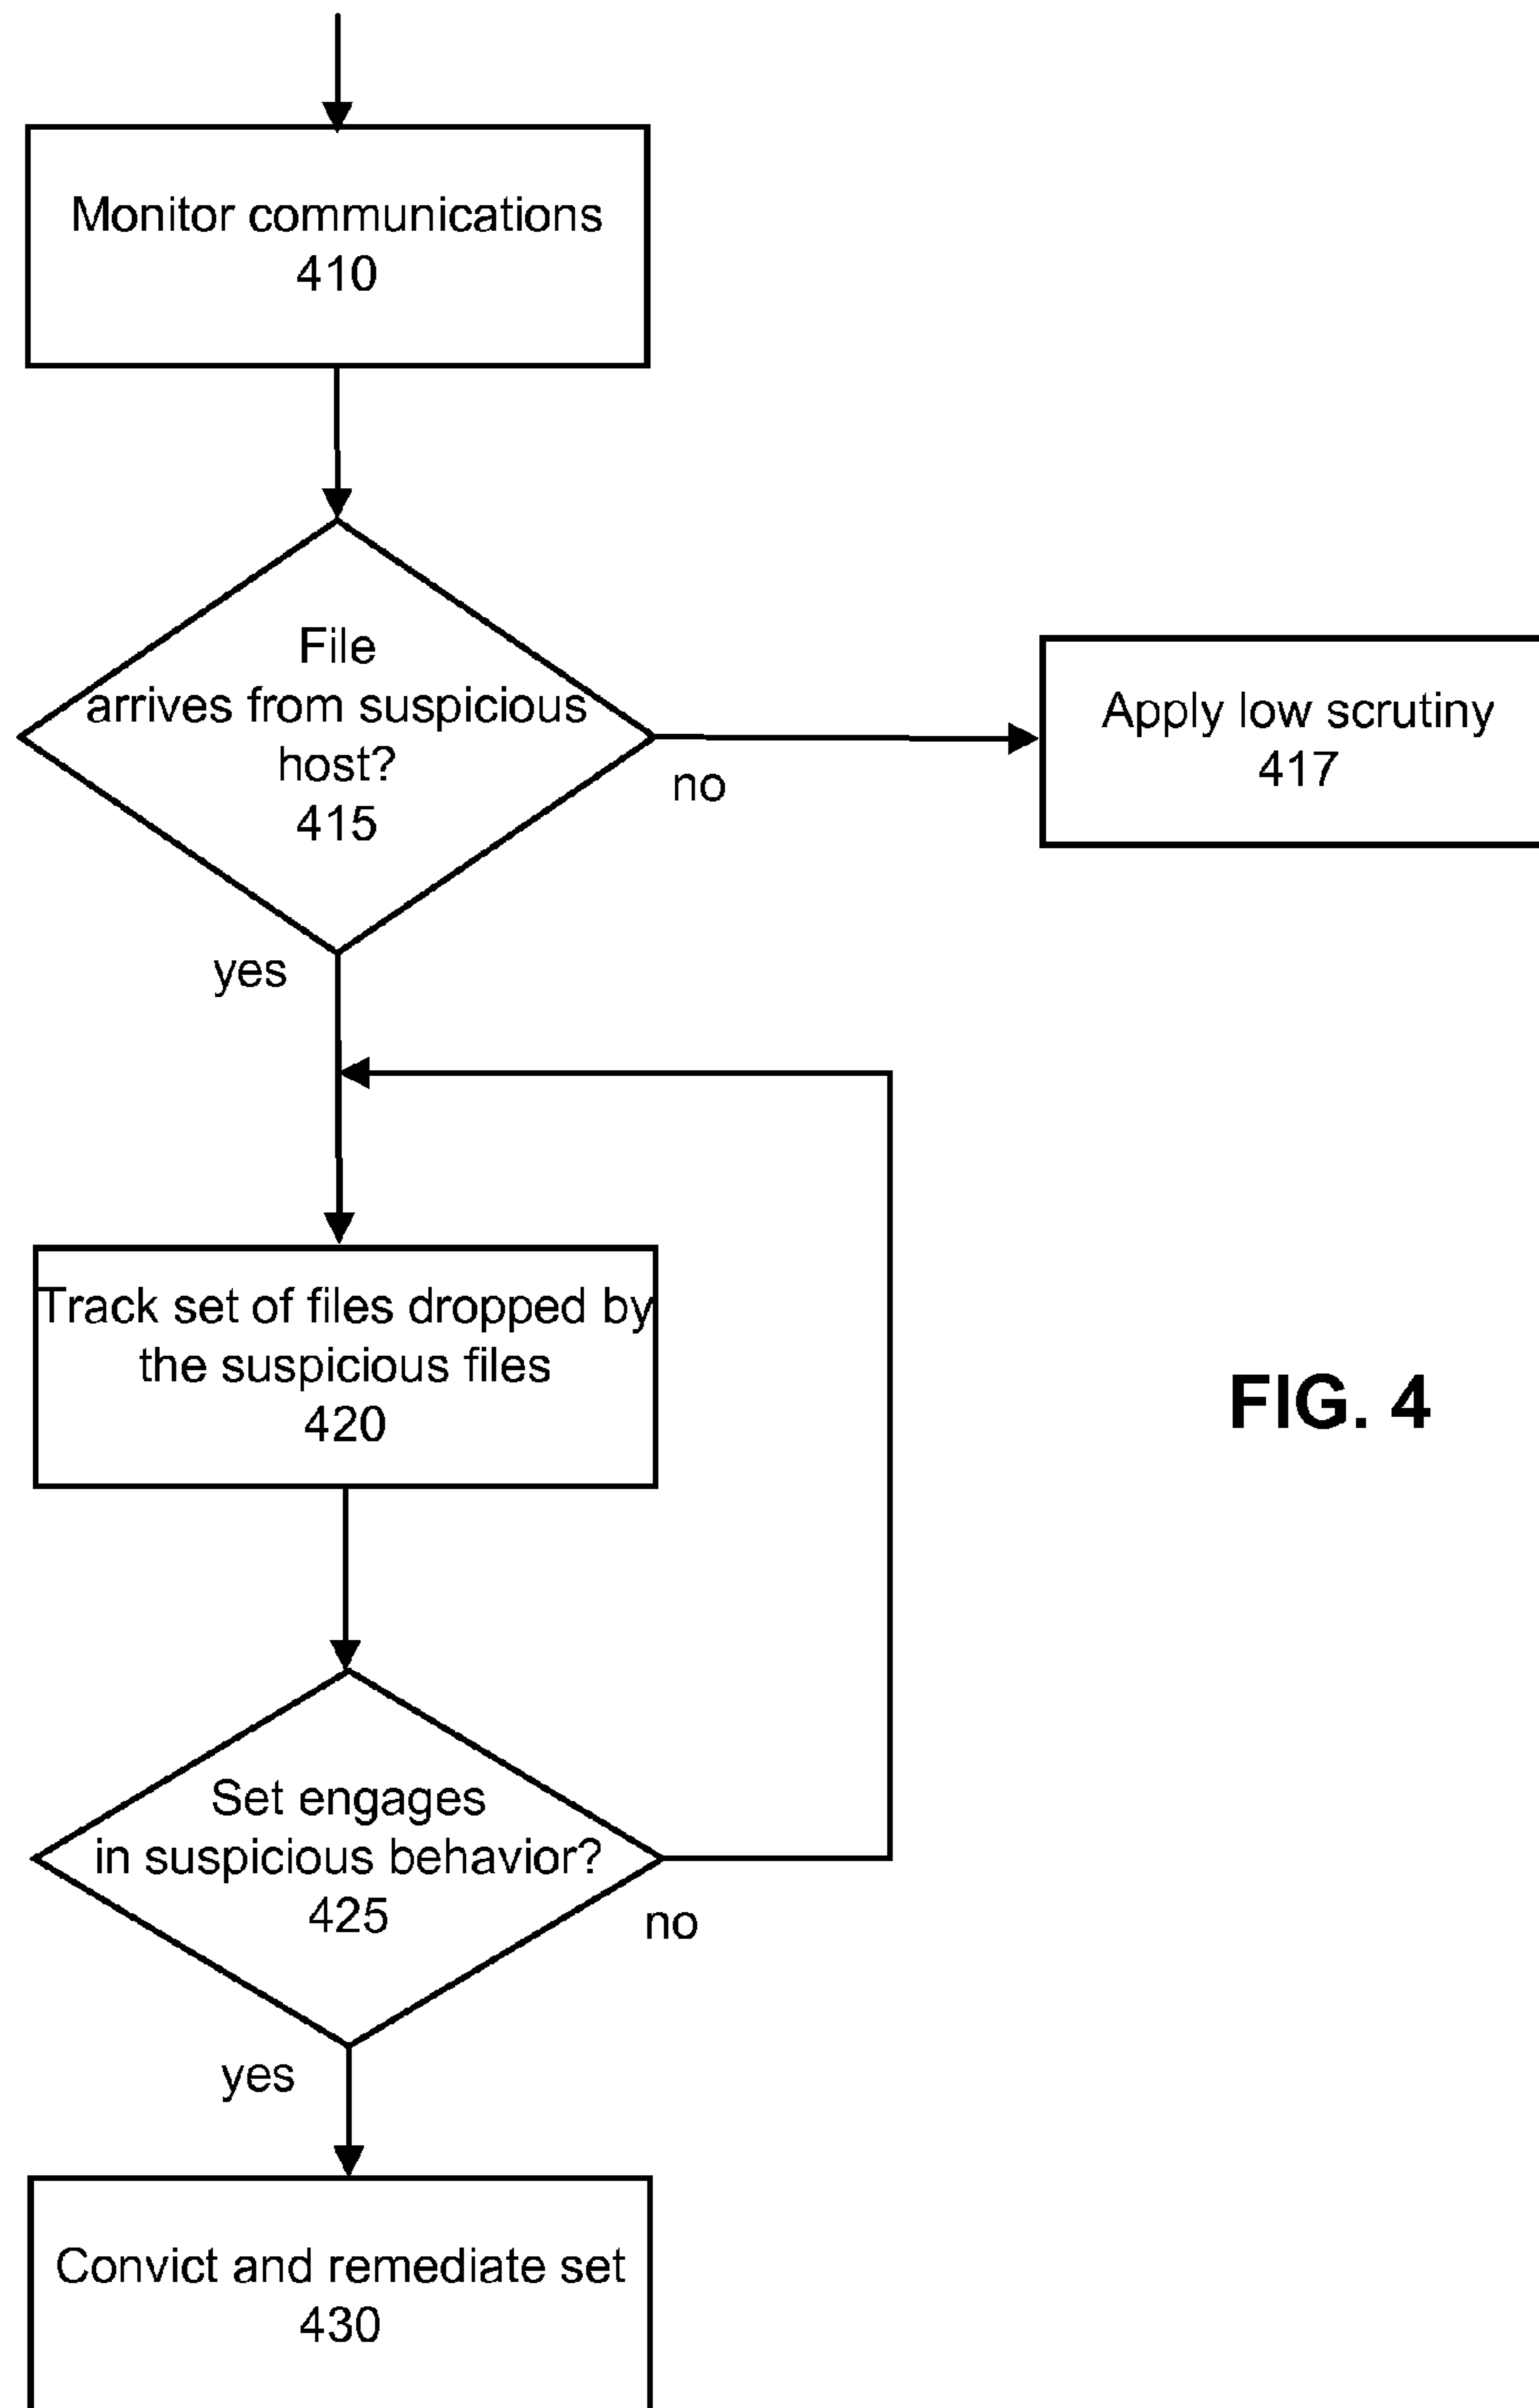 Monitor communications
410
File
arrives from suspicious
host?
415
no
Apply low scrutiny
417
yes
Track set of files dropped by
the suspicious files
420
FIG. 4
Set engages
in suspicious behavior?
425
no
yes
Convict and remediate set
430